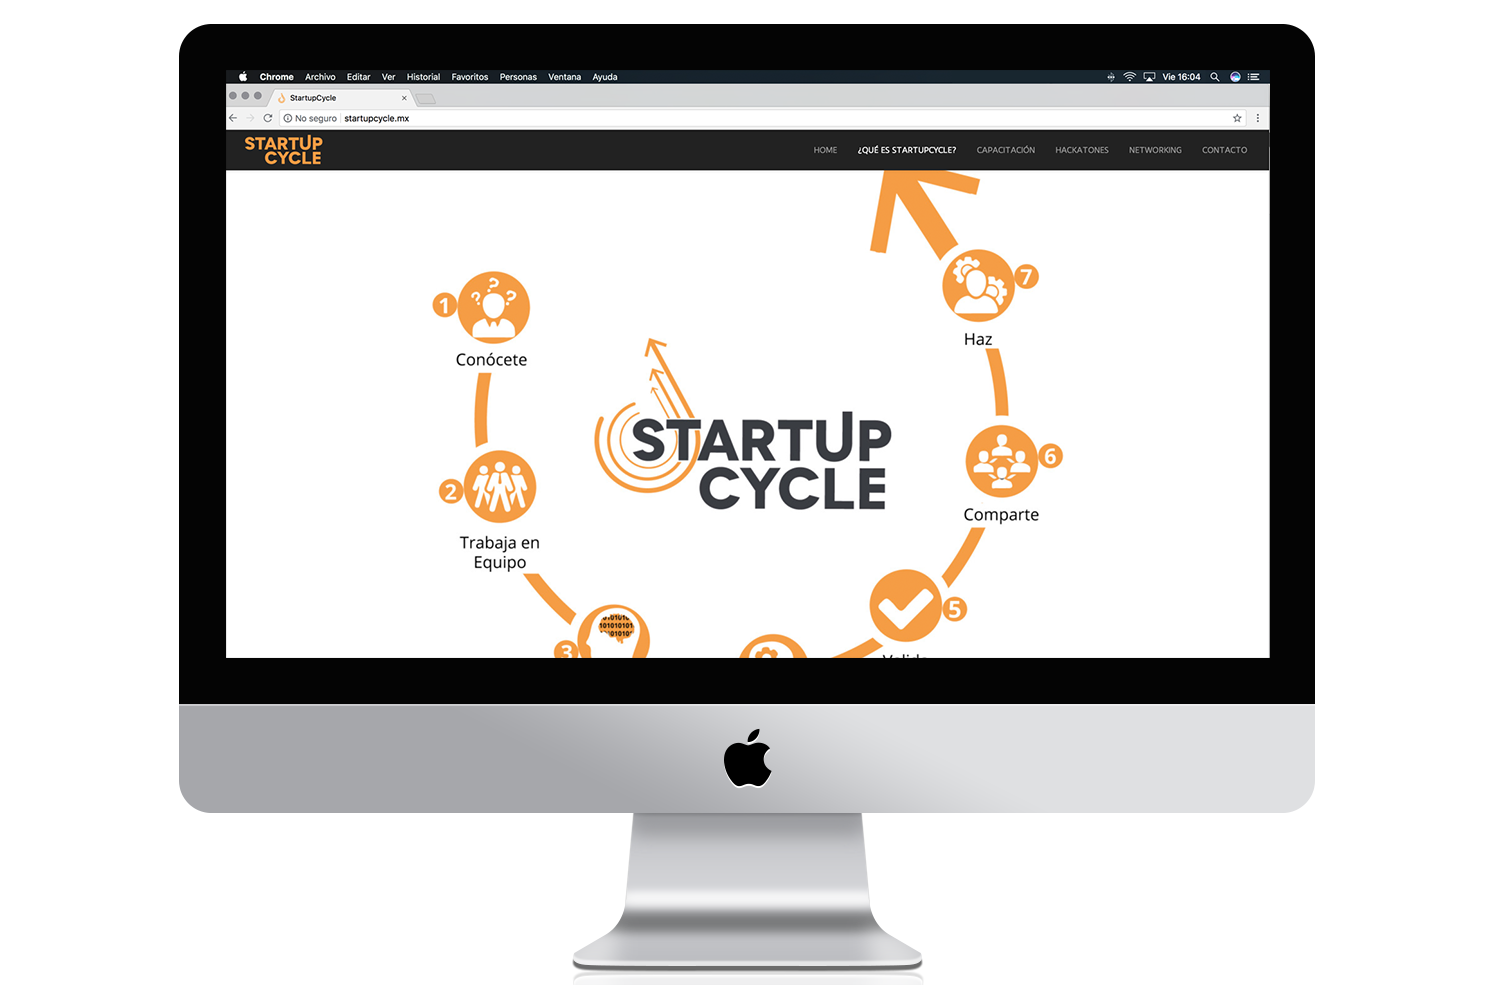 Chrome Archivo Editar Ver Historial Favoritos Personas Ventana Ayuda Vie 16:04
StartupCycle
No seguro startupcycle.mx
STARTUP
CYCLE
HOME ¿QUÉ ES STARTUPCYCLE? CAPACITACIÓN HACKATONES NETWORKING CONTACTO
1
? ? ?
Conócete
2
Trabaja en
Equipo
3
101010101
STARTUP
CYCLE
7
Haz
6
Comparte
5